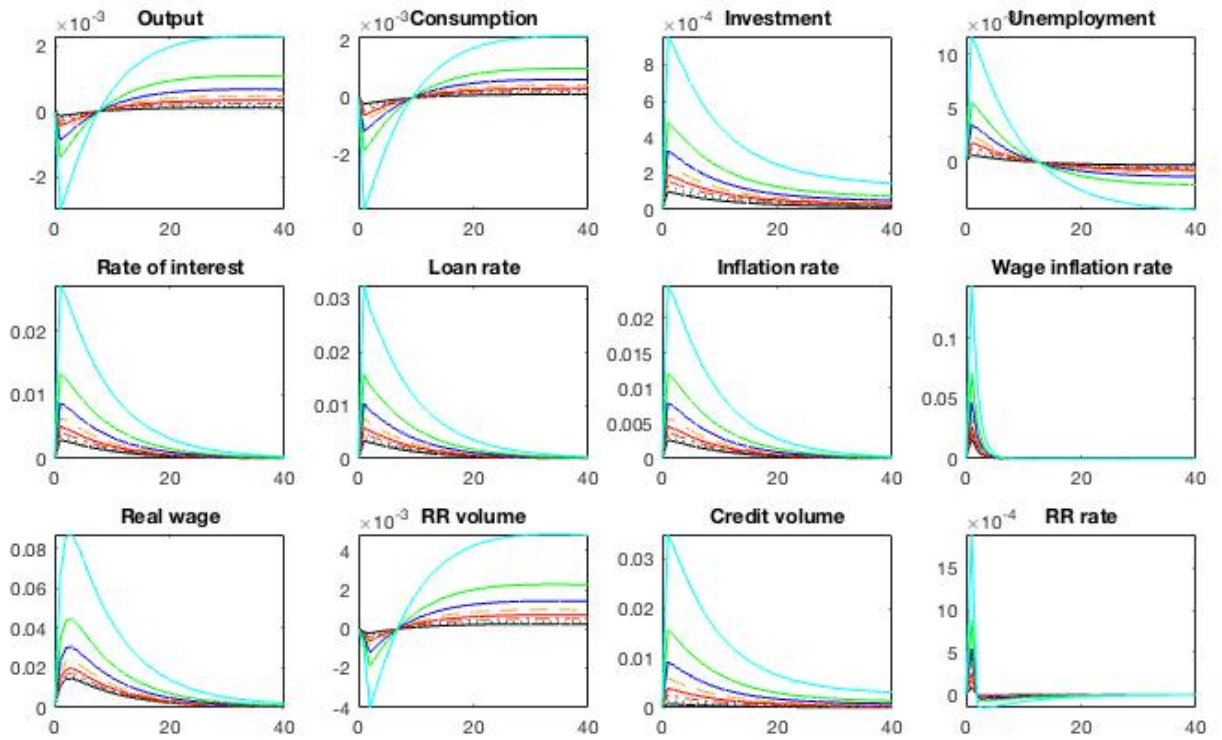 ×10⁻³ Output ×10⁻³ Consumption ×10⁻⁴ Investment Unemployment
2 0 -2 0 20 40
2 0 -2 0 20 40
8 6 4 2 0 0 20 40
10 5 0 0 20 40
Rate of interest Loan rate Inflation rate Wage inflation rate
0.02 0.01 0 0 20 40
0.03 0.02 0.01 0 0 20 40
0.02 0.015 0.01 0.005 0 0 20 40
0.1 0.05 0 0 20 40
Real wage ×10⁻³ RR volume Credit volume ×10⁻⁴ RR rate
0.08 0.06 0.04 0.02 0 0 20 40
4 2 0 -2 -4 0 20 40
0.03 0.02 0.01 0 0 20 40
15 10 5 0 0 20 40